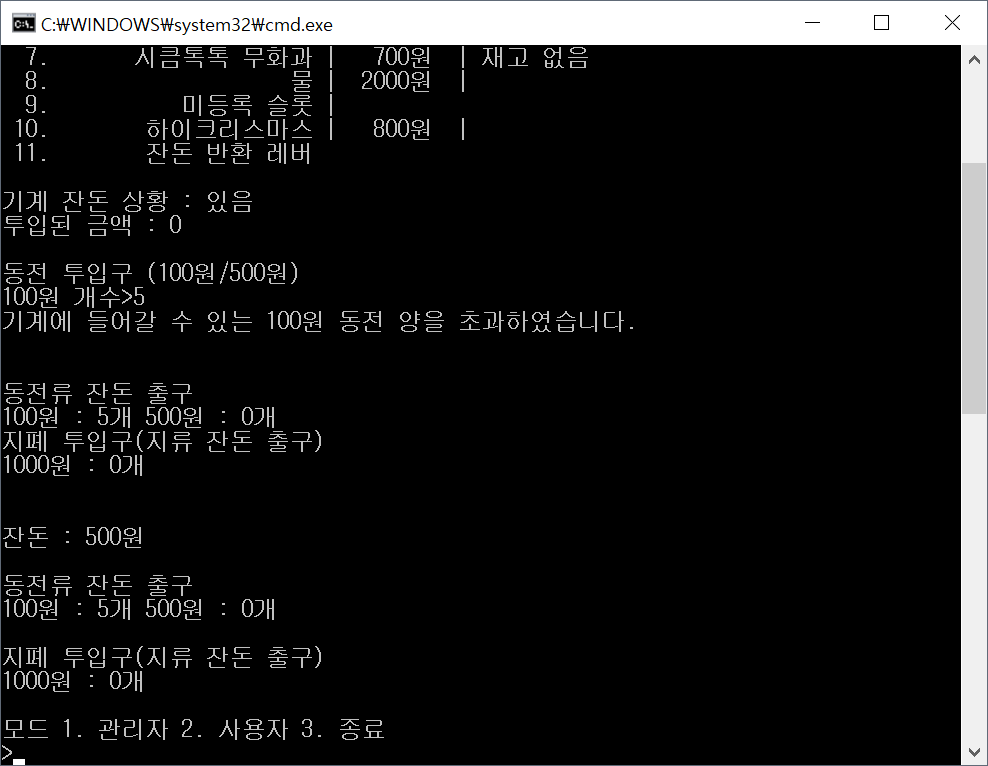 C:\WINDOWS\system32\cmd.exe
7. 시큼톡톡 무화과 | 700원 | 재고 없음
8. 물 | 2000원 |
9. 미등록 슬롯 |
10. 하이크리스마스 | 800원 |
11. 잔돈 반환 레버
기계 잔돈 상황 : 있음
투입된 금액 : 0
동전 투입구 (100원/500원)
100원 개수>5
기계에 들어갈 수 있는 100원 동전 양을 초과하였습니다.
동전류 잔돈 출구
100원 : 5개 500원 : 0개
지폐 투입구(지류 잔돈 출구)
1000원 : 0개
잔돈 : 500원
동전류 잔돈 출구
100원 : 5개 500원 : 0개
지폐 투입구(지류 잔돈 출구)
1000원 : 0개
모드 1. 관리자 2. 사용자 3. 종료
>